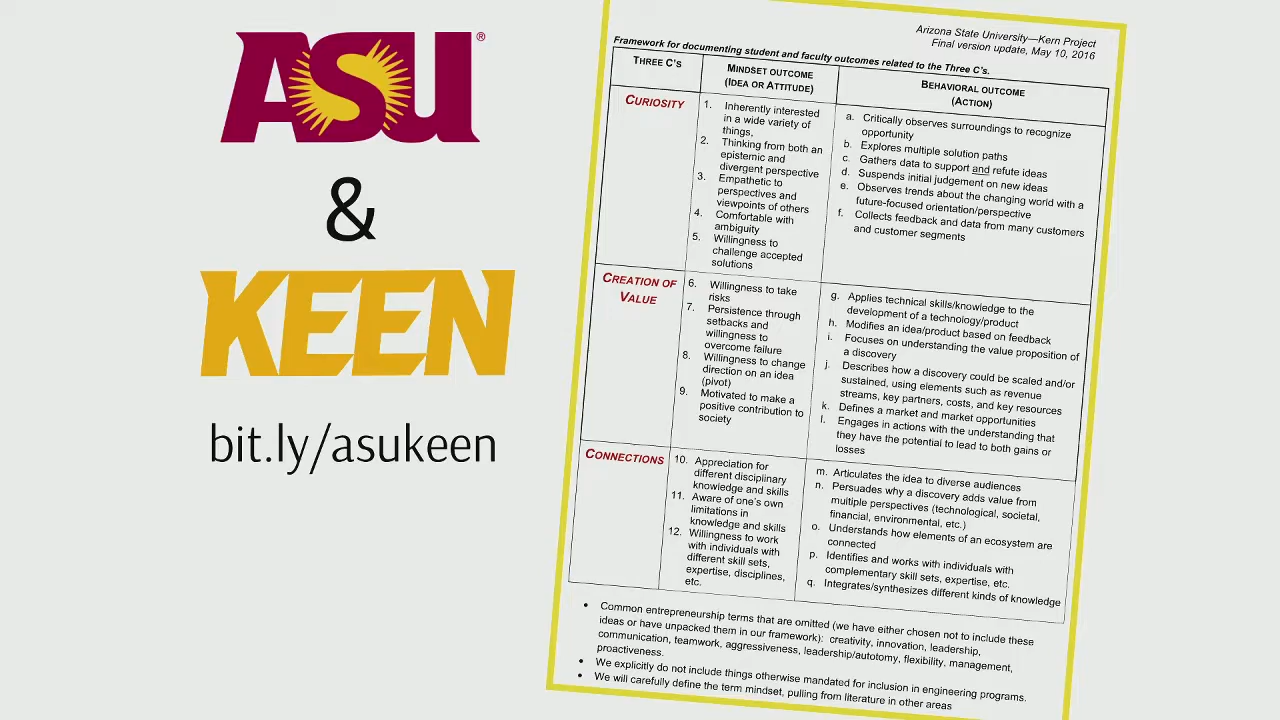 ASU®
&
KEEN
bit.ly/asukeen
Arizona State University—Kern Project
Final version update, May 10, 2016
Framework for documenting student and faculty outcomes related to the Three C's.
THREE C'S
MINDSET OUTCOME
(IDEA OR ATTITUDE)
BEHAVIORAL OUTCOME
(ACTION)
CURIOSITY
1. Inherently interested
in a wide variety of
things,
2. Thinking from both an
epistemic and
divergent perspective
3. Empathetic to
perspectives and
viewpoints of others
4. Comfortable with
ambiguity
5. Willingness to
challenge accepted
solutions
a. Critically observes surroundings to recognize
opportunity
b. Explores multiple solution paths
c. Gathers data to support and refute ideas
d. Suspends initial judgement on new ideas
e. Observes trends about the changing world with a
future-focused orientation/perspective
f. Collects feedback and data from many customers
and customer segments
CREATION OF
VALUE
6. Willingness to take
risks
7. Persistence through
setbacks and
willingness to
overcome failure
8. Willingness to change
direction on an idea
(pivot)
9. Motivated to make a
positive contribution to
society
g. Applies technical skills/knowledge to the
development of a technology/product
h. Modifies an idea/product based on feedback
i. Focuses on understanding the value proposition of
a discovery
j. Describes how a discovery could be scaled and/or
sustained, using elements such as revenue
streams, key partners, costs, and key resources
k. Defines a market and market opportunities
l. Engages in actions with the understanding that
they have the potential to lead to both gains or
losses
CONNECTIONS
10. Appreciation for
different disciplinary
knowledge and skills
11. Aware of one's own
limitations in
knowledge and skills
12. Willingness to work
with individuals with
different skill sets,
expertise, disciplines,
etc.
m. Articulates the idea to diverse audiences
n. Persuades why a discovery adds value from
multiple perspectives (technological, societal,
financial, environmental, etc.)
o. Understands how elements of an ecosystem are
connected
p. Identifies and works with individuals with
complementary skill sets, expertise, etc.
q. Integrates/synthesizes different kinds of knowledge
• Common entrepreneurship terms that are omitted (we have either chosen not to include these
ideas or have unpacked them in our framework): creativity, innovation, leadership,
communication, teamwork, aggressiveness, leadership/autotomy, flexibility, management,
proactiveness.
• We explicitly do not include things otherwise mandated for inclusion in engineering programs.
• We will carefully define the term mindset, pulling from literature in other areas